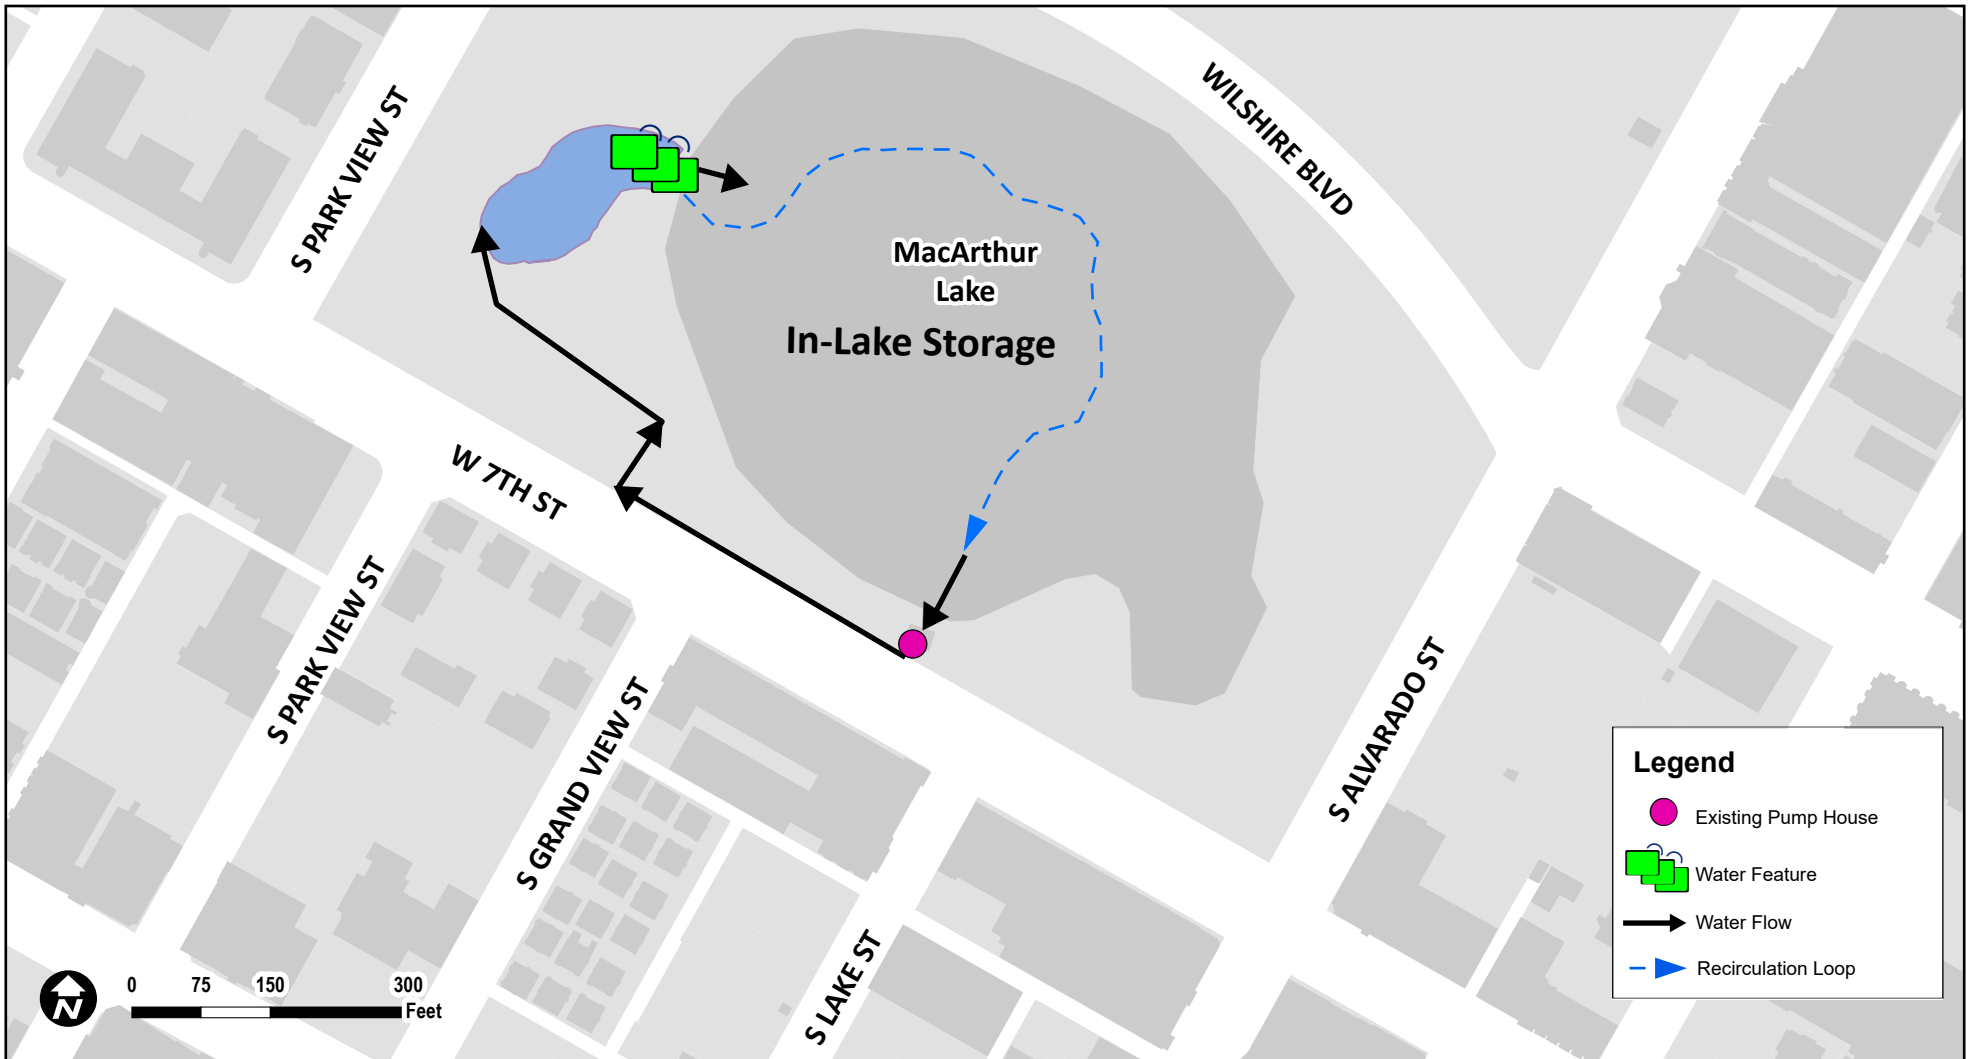 S PARK VIEW ST
WILSHIRE BLVD
MacArthur
Lake
In-Lake Storage
W 7TH ST
S PARK VIEW ST
S GRAND VIEW ST
S ALVARADO ST
S LAKE ST
Legend
Existing Pump House
Water Feature
Water Flow
Recirculation Loop
N
0 75 150 300
Feet